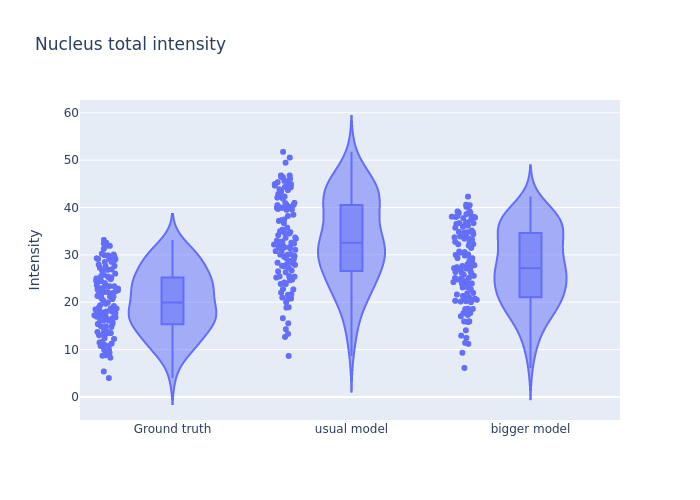 Nucleus total intensity
60
50
40
30
20
10
0
Intensity
Ground truth
usual model
bigger model